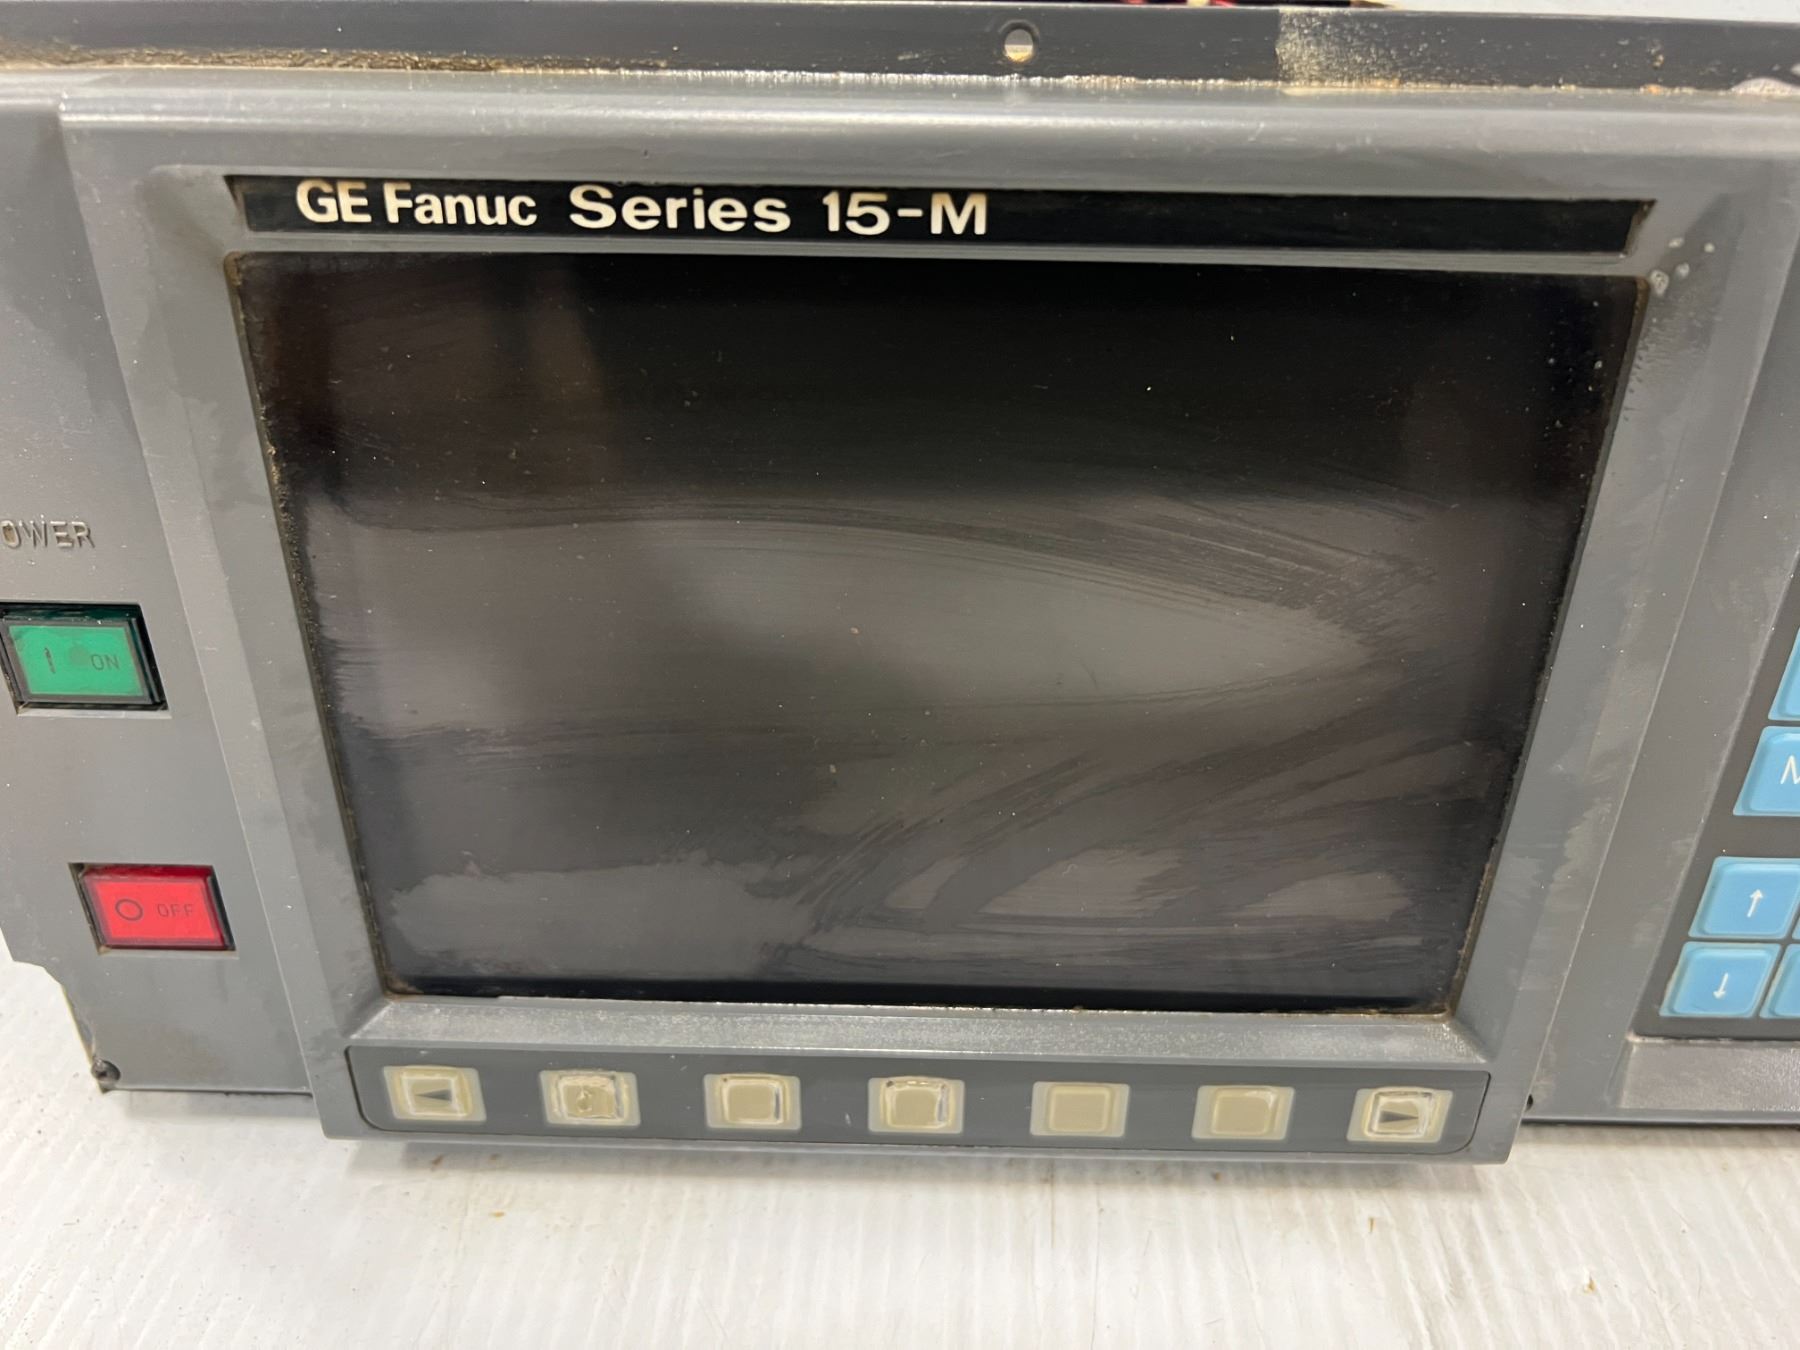 GE Fanuc Series 15-M
OWER
I ON
M
↑
O OFF
↓